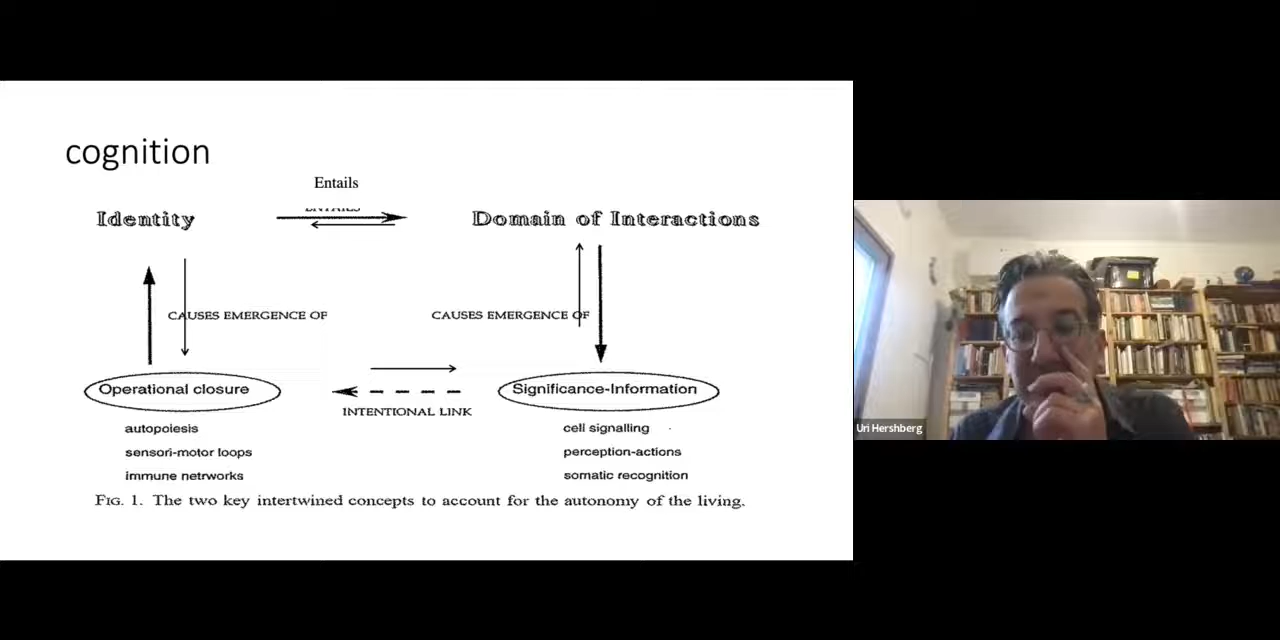 cognition
Entails
ENTAILS
Identity
Domain of Interactions
CAUSES EMERGENCE OF
CAUSES EMERGENCE OF
Operational closure
Significance-Information
INTENTIONAL LINK
autopoiesis
cell signalling
sensori-motor loops
perception-actions
immune netrworks
somatic recognition
FIG. 1. The two key intertwined concepts to account for the autonomy of the living.
Uri Hershberg